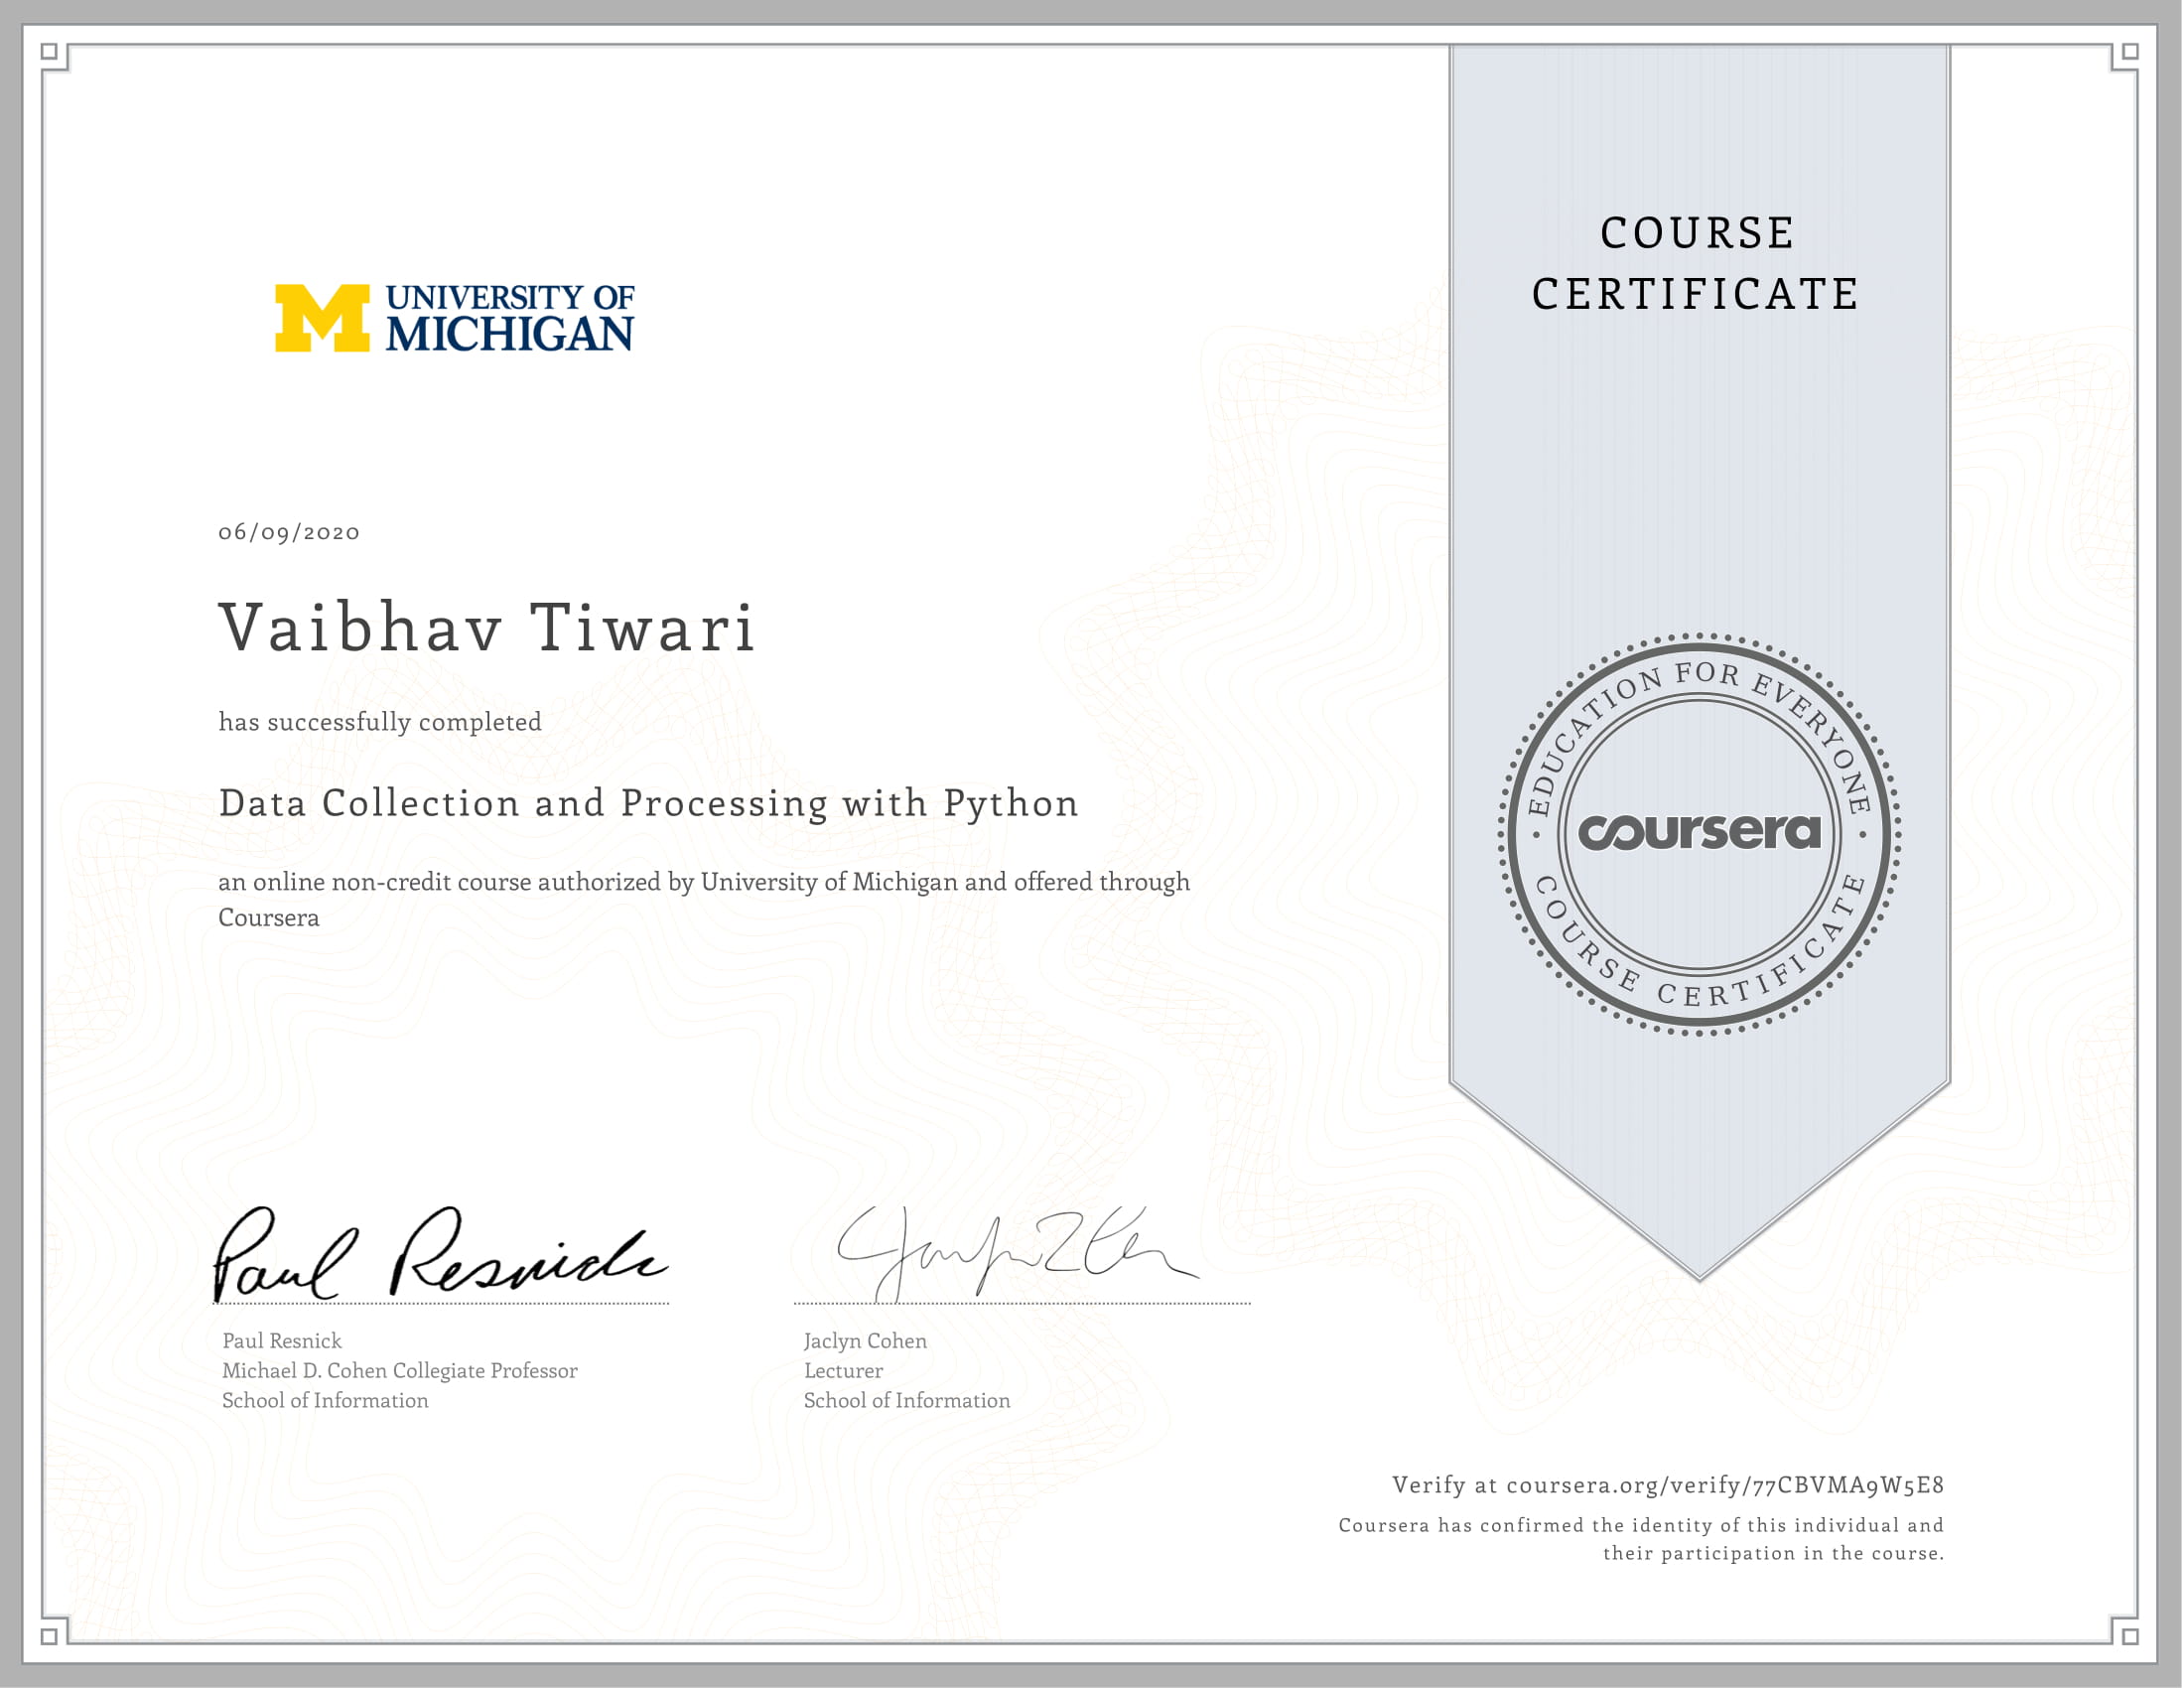 UNIVERSITY OF
MICHIGAN
COURSE
CERTIFICATE
06/09/2020
Vaibhav Tiwari
has successfully completed
Data Collection and Processing with Python
an online non-credit course authorized by University of Michigan and offered through
Coursera
EDUCATION FOR EVERYONE
coursera
COURSE CERTIFICATE
Paul Resnick
Paul Resnick
Michael D. Cohen Collegiate Professor
School of Information
Jaclyn Cohen
Lecturer
School of Information
Verify at coursera.org/verify/77CBVMA9W5E8
Coursera has confirmed the identity of this individual and
their participation in the course.